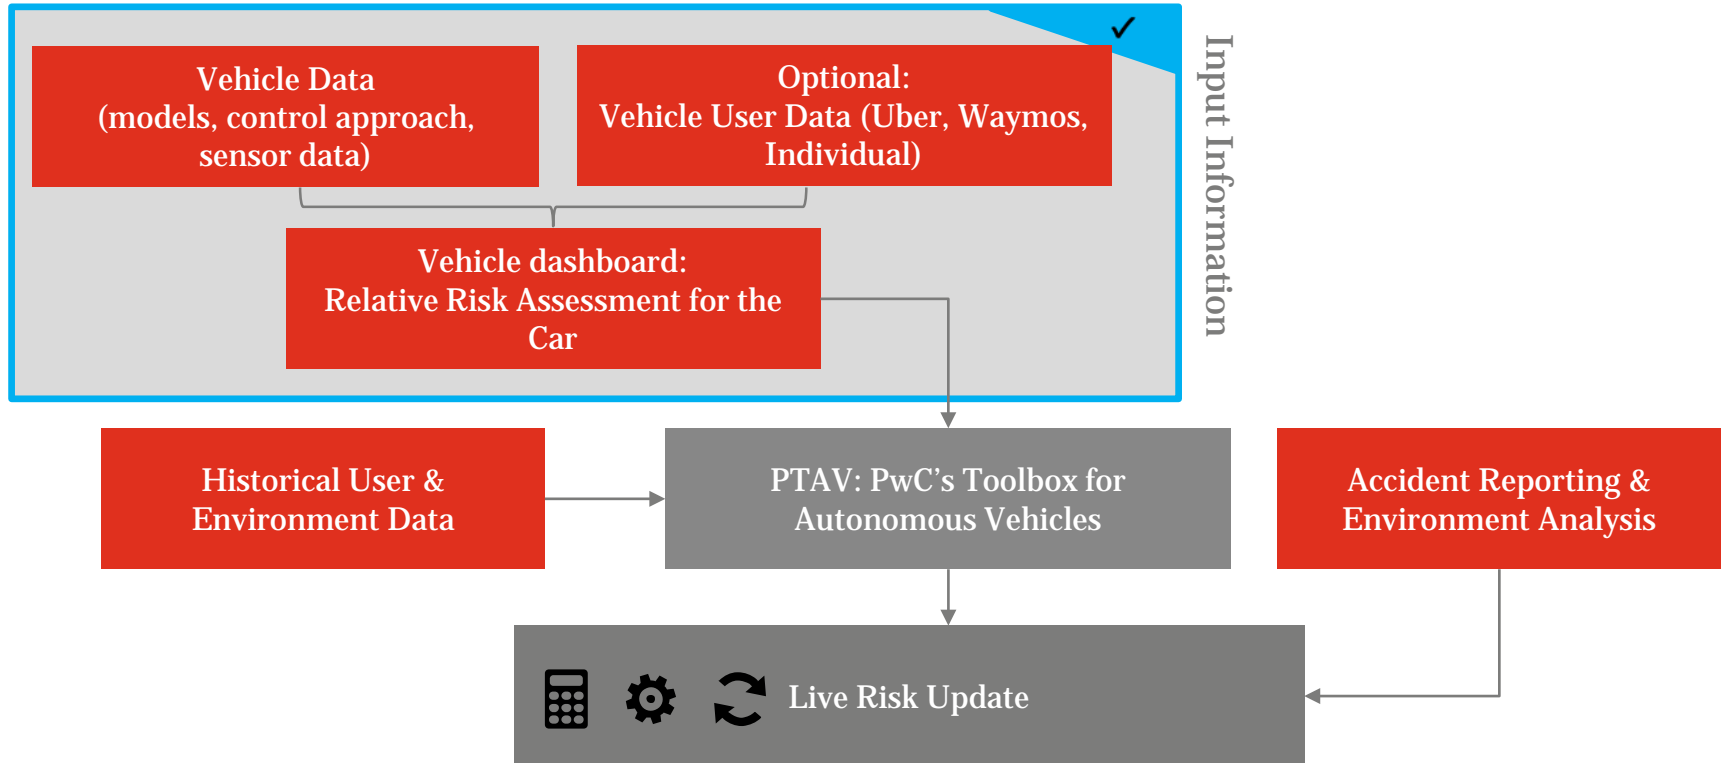 Vehicle Data
(models, control approach,
sensor data)
Optional:
Vehicle User Data (Uber, Waymos,
Individual)
Input Information
Vehicle dashboard:
Relative Risk Assessment for the
Car
Historical User &
Environment Data
PTAV: PwC’s Toolbox for
Autonomous Vehicles
Accident Reporting &
Environment Analysis
Live Risk Update